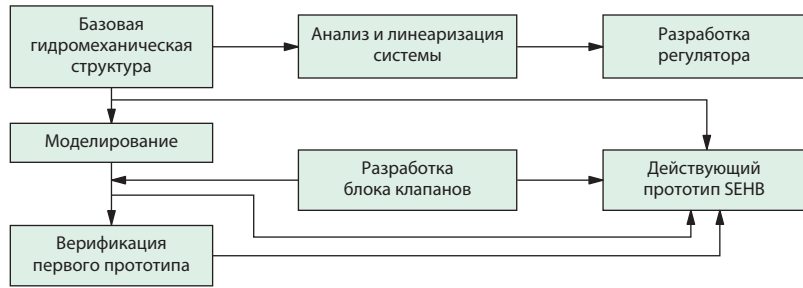 Базовая
гидромеханическая
структура
Анализ и линеаризация
системы
Разработка
регулятора
Моделирование
Разработка
блока клапанов
Действующий
прототип SEHB
Верификация
первого прототипа